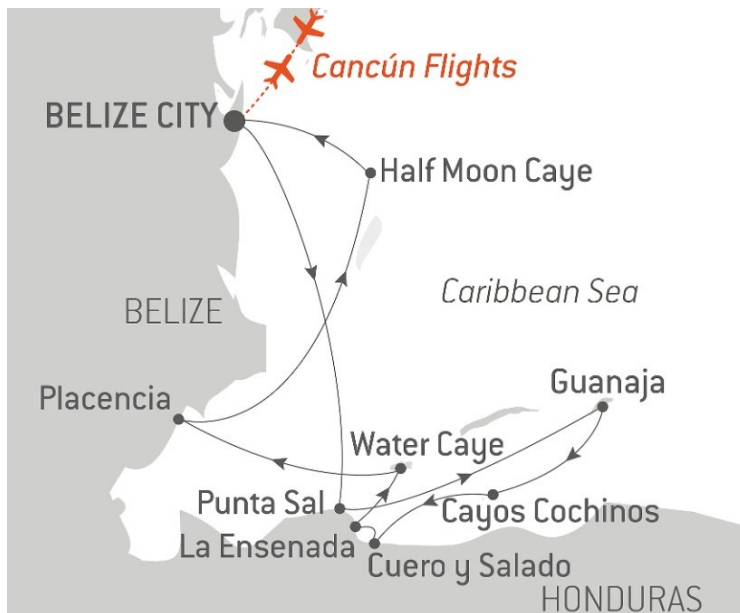 Cancún Flights
BELIZE CITY
Half Moon Caye
Caribbean Sea
BELIZE
Guanaja
Placencia
Water Caye
Punta Sal
Cayos Cochinos
La Ensenada
Cuero y Salado
HONDURAS